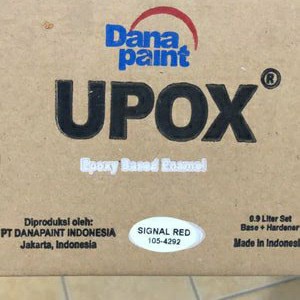 Dana
paint
UPOX®
Epoxy Based Enamel
Diproduksi oleh:
PT DANAPAINT INDONESIA
Jakarta, Indonesia
SIGNAL RED
105-4292
0.9 Liter Set
Base + Hardener
Made in Indonesia